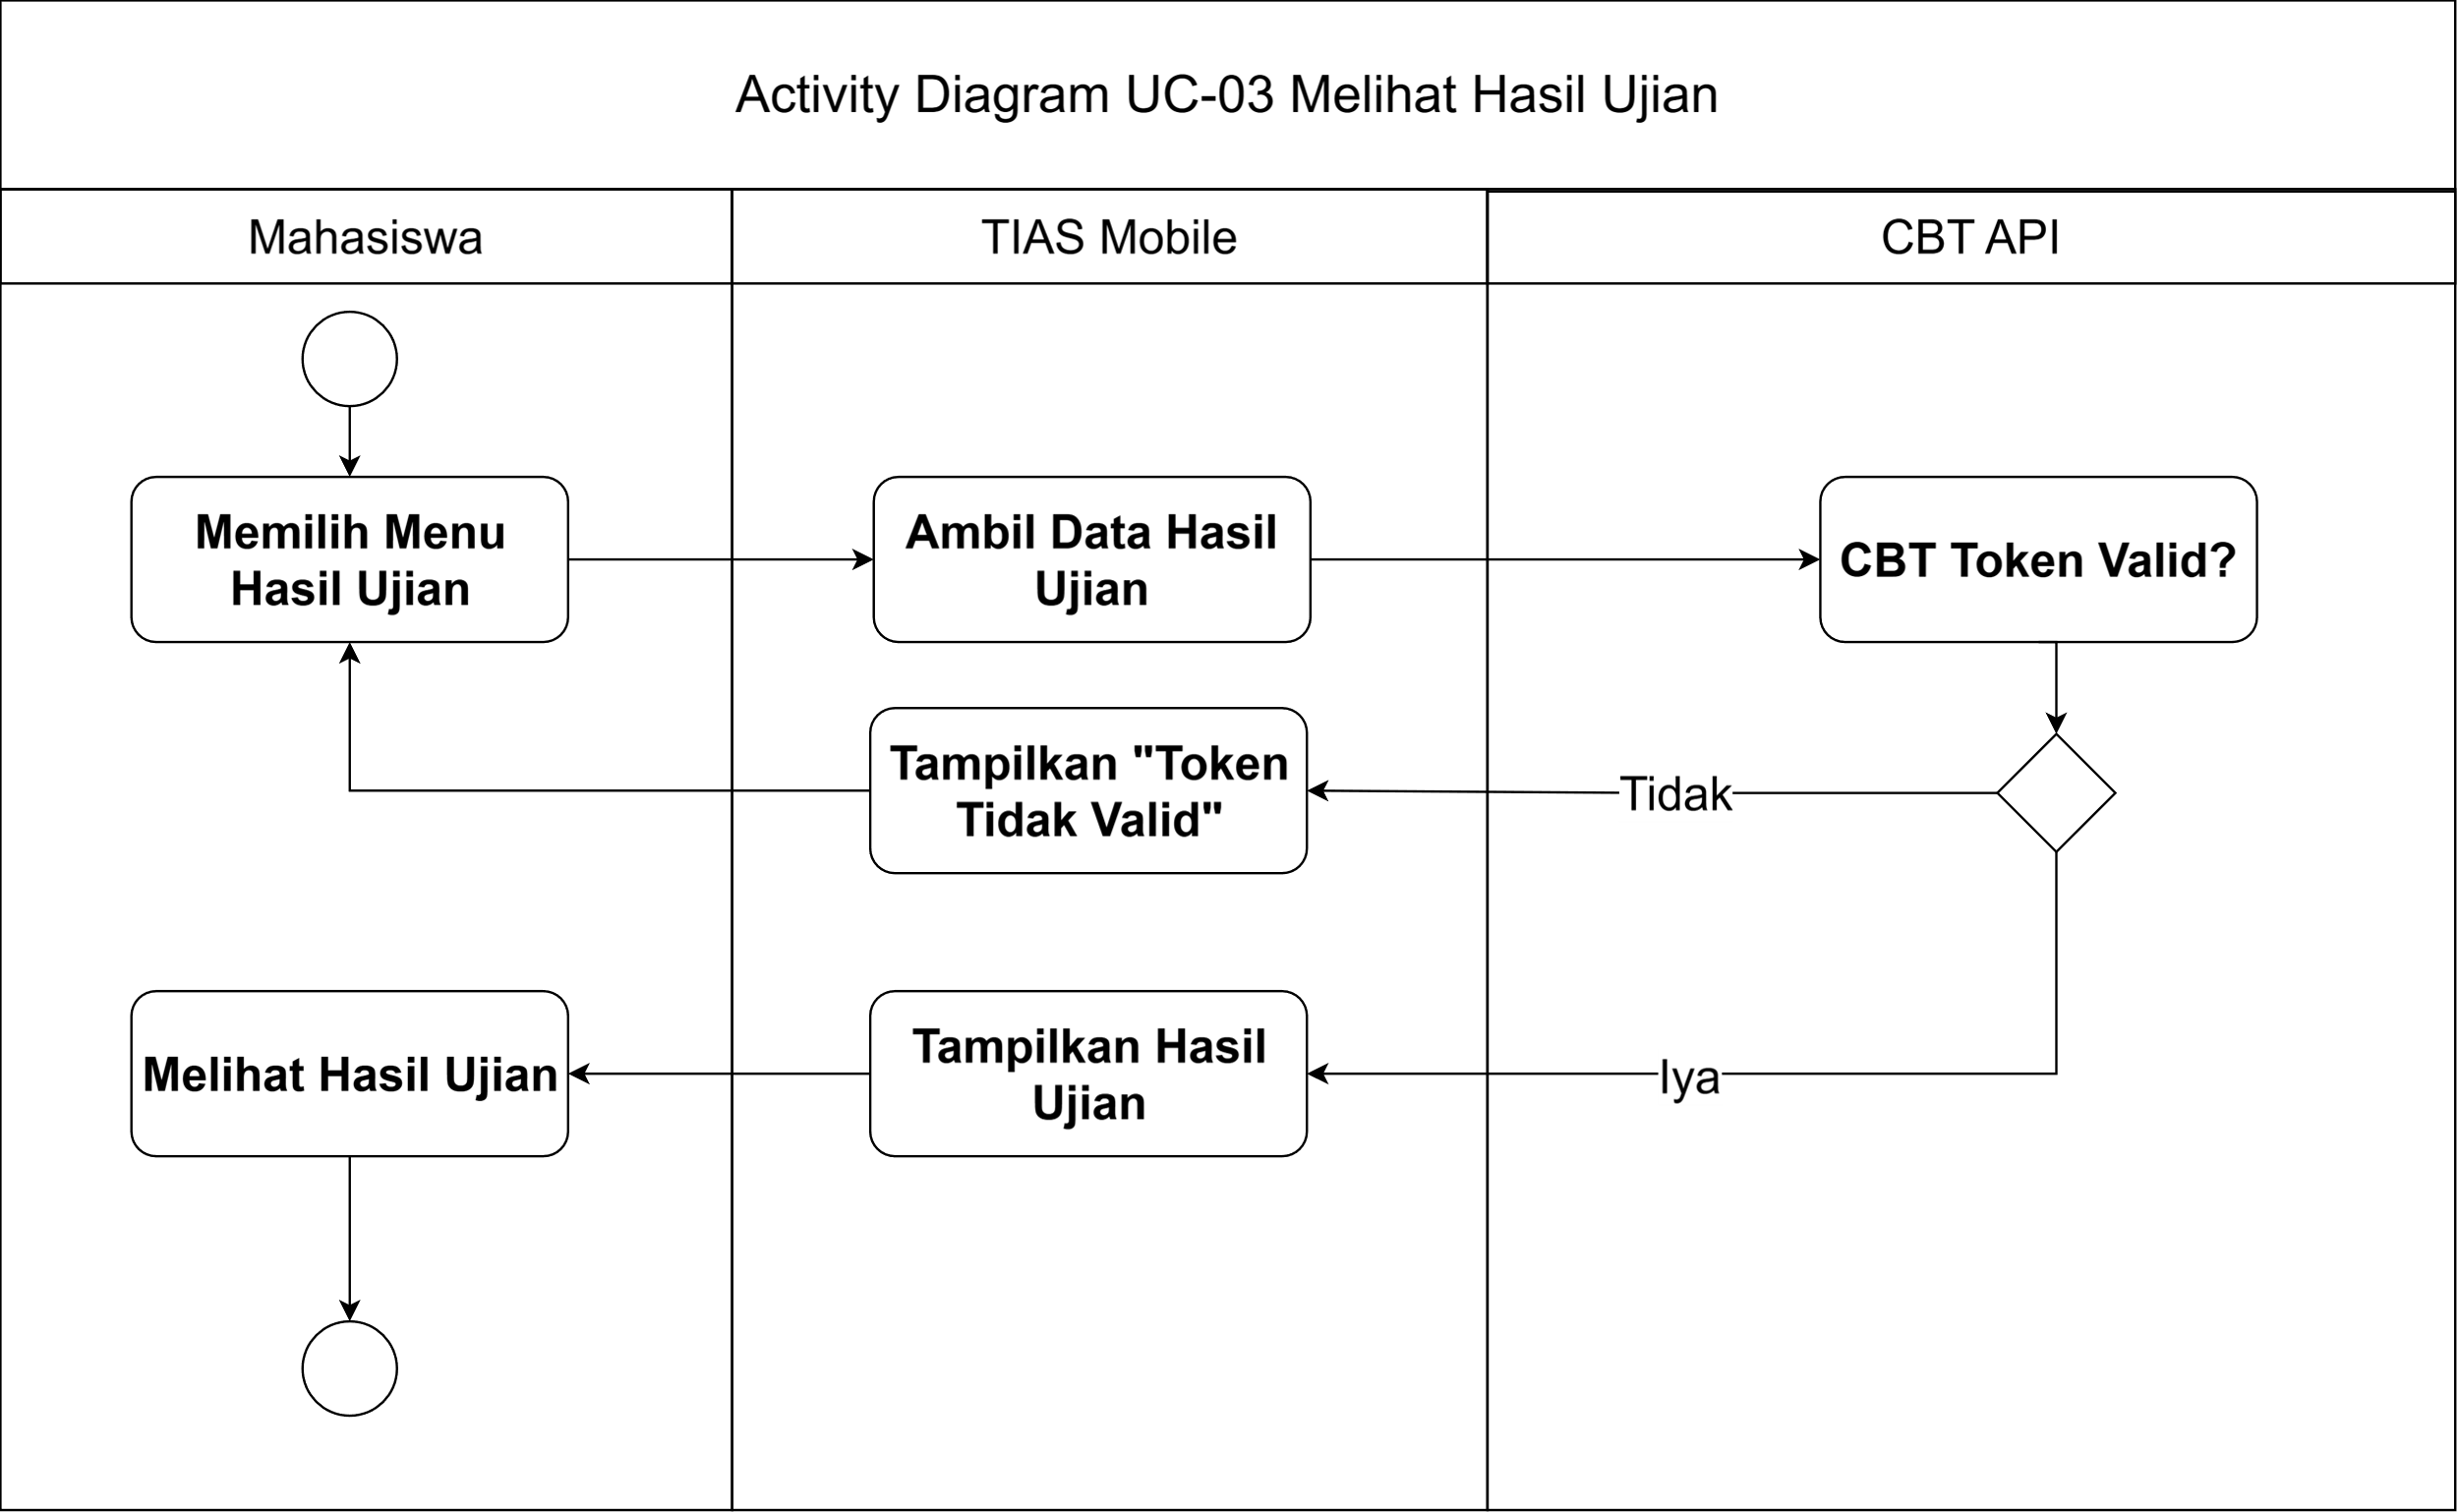 Activity Diagram UC-03 Melihat Hasil Ujian
Mahasiswa
TIAS Mobile
CBT API
Memilih Menu
Hasil Ujian
Ambil Data Hasil
Ujian
CBT Token Valid?
Tampilkan "Token
Tidak Valid"
Tidak
Melihat Hasil Ujian
Tampilkan Hasil
Ujian
Iya